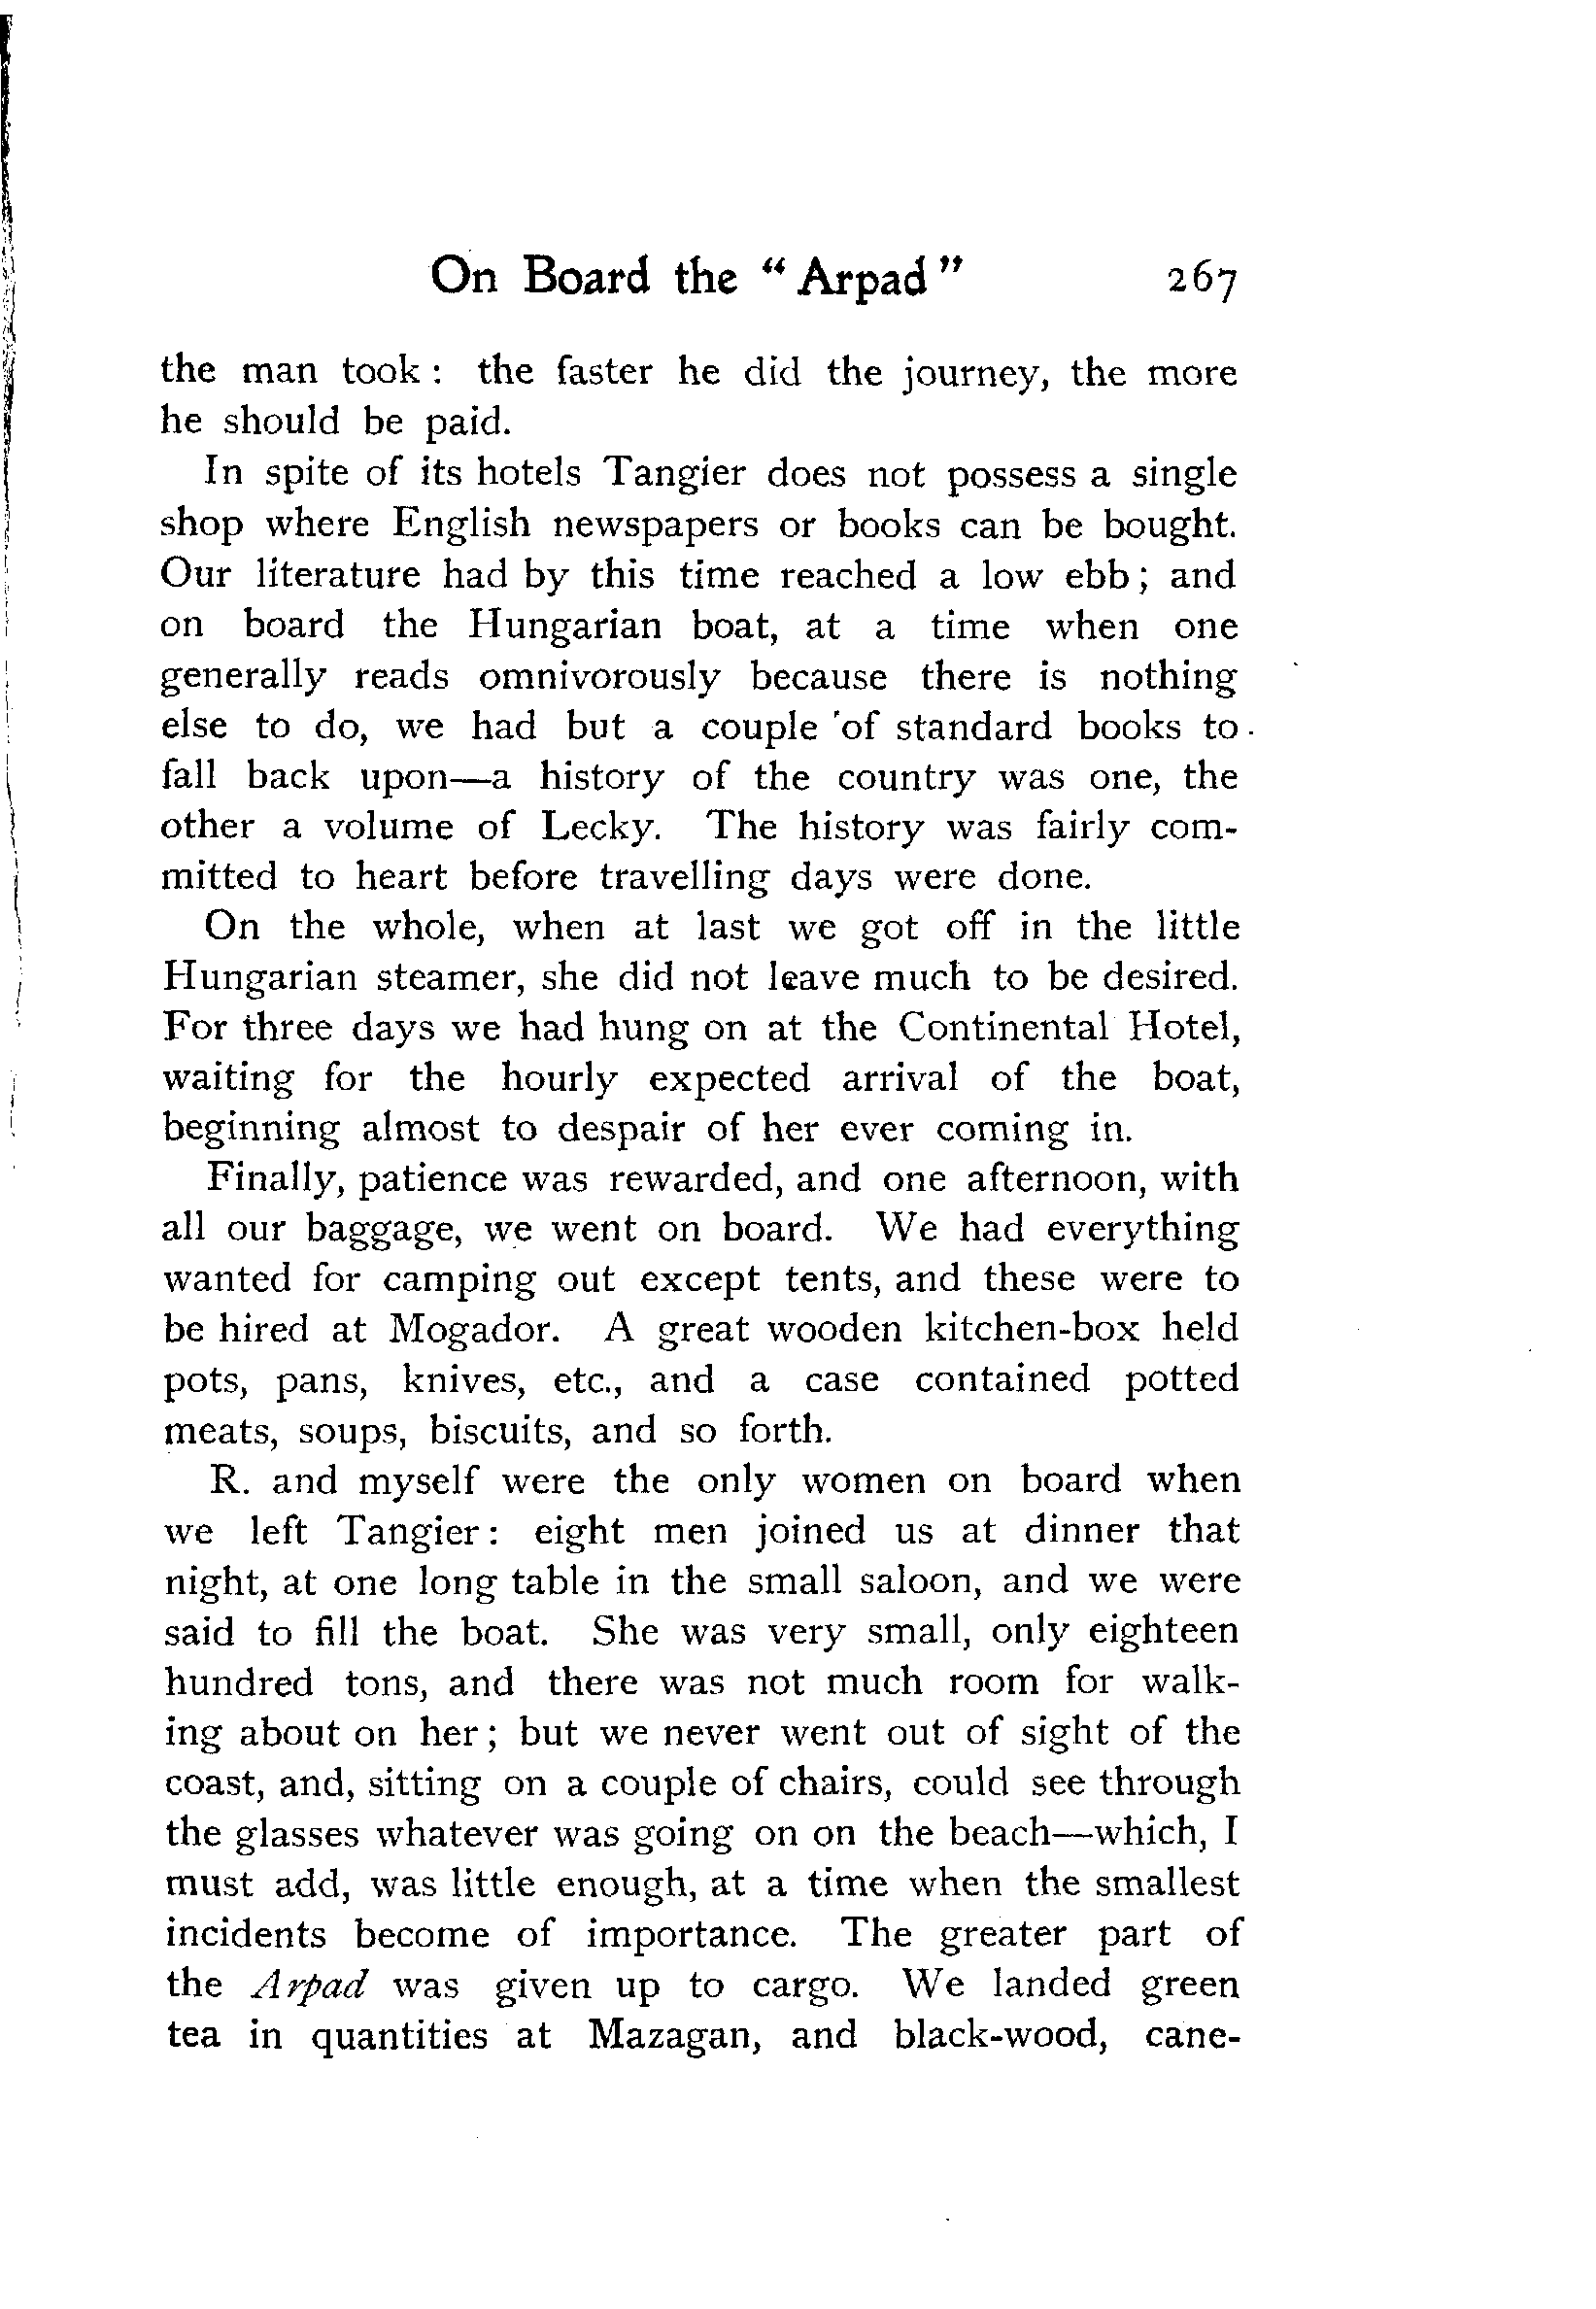 On Board the “Arpad” 267
the man took : the faster he did the journey, the more
he should be paid.
In spite of its hotels Tangier does not possess a single
shop where English newspapers or books can be bought.
Our literature had by this time reached a low ebb; and
on board the Hungarian boat, at a time when one
generally reads omnivorously because there is nothing
else to do, we had but a couple of standard books to
fall back upon—a history of the country was one, the
other a volume of Lecky. The history was fairly com-
mitted to heart before travelling days were done.
On the whole, when at last we got off in the little
Hungarian steamer, she did not leave much to be desired.
For three days we had hung on at the Continental Hotel,
waiting for the hourly expected arrival of the boat,
beginning almost to despair of her ever coming in.
Finally, patience was rewarded, and one afternoon, with
all our baggage, we went on board. We had everything
wanted for camping out except tents, and these were to
be hired at Mogador. A great wooden kitchen-box held
pots, pans, knives, etc., and a case contained potted
meats, soups, biscuits, and so forth.
R. and myself were the only women on board when
we left Tangier: eight men joined us at dinner that
night, at one long table in the small saloon, and we were
said to fill the boat. She was very small, only eighteen
hundred tons, and there was not much room for walk-
ing about on her; but we never went out of sight of the
coast, and, sitting on a couple of chairs, could see through
the glasses whatever was going on on the beach—which, I
must add, was little enough, at a time when the smallest
incidents become of importance. The greater part of
the Arpad was given up to cargo. We landed green
tea in quantities at Mazagan, and black-wood, cane-